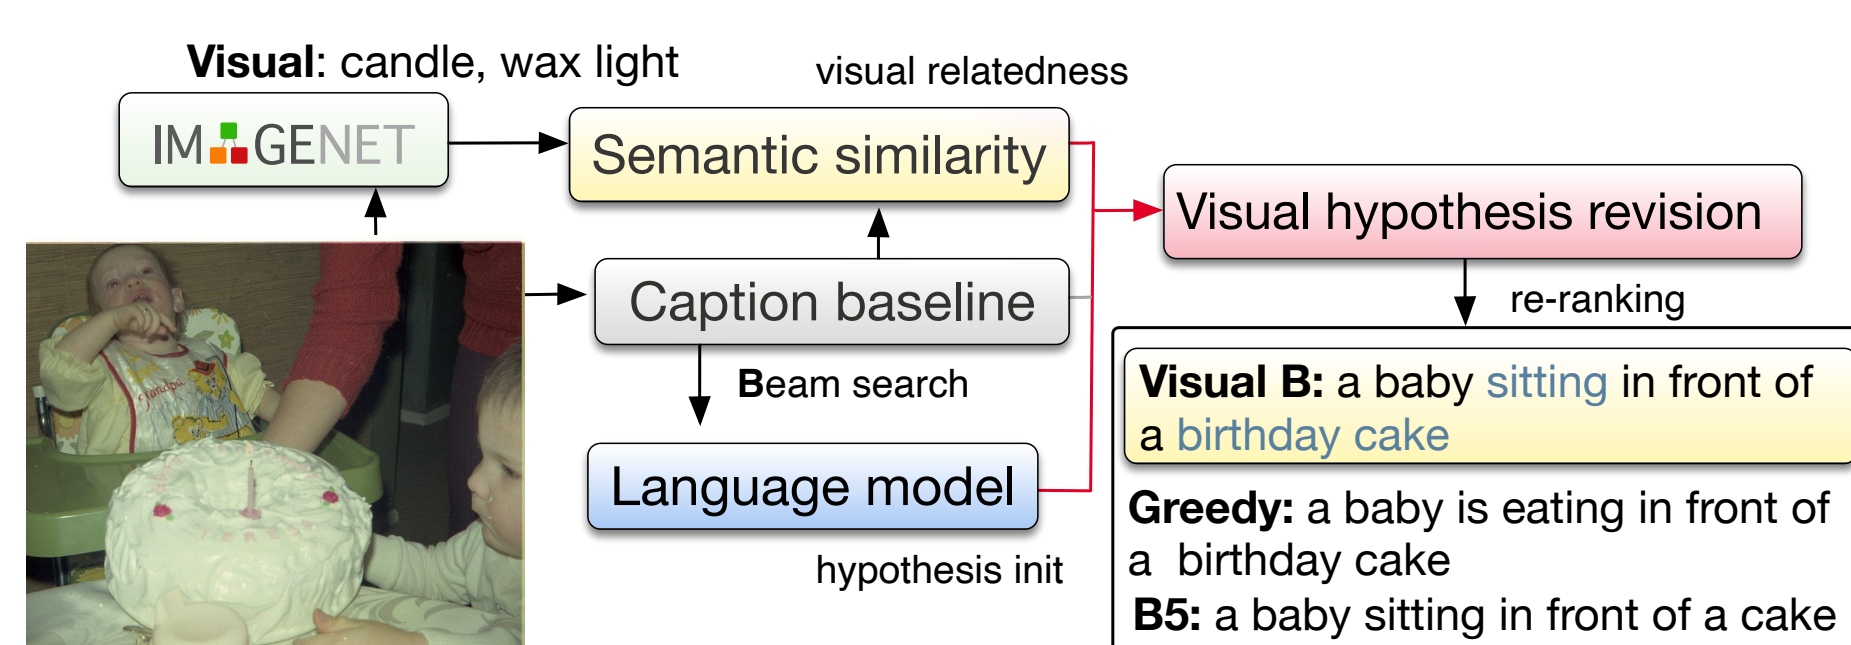 Visual: candle, wax light
visual relatedness
IMAGENET
Semantic similarity
Visual hypothesis revision
Caption baseline
re-ranking
Beam search
Visual B: a baby sitting in front of
a birthday cake
Language model
Greedy: a baby is eating in front of
a birthday cake
hypothesis init
B5: a baby sitting in front of a cake
Grandpa